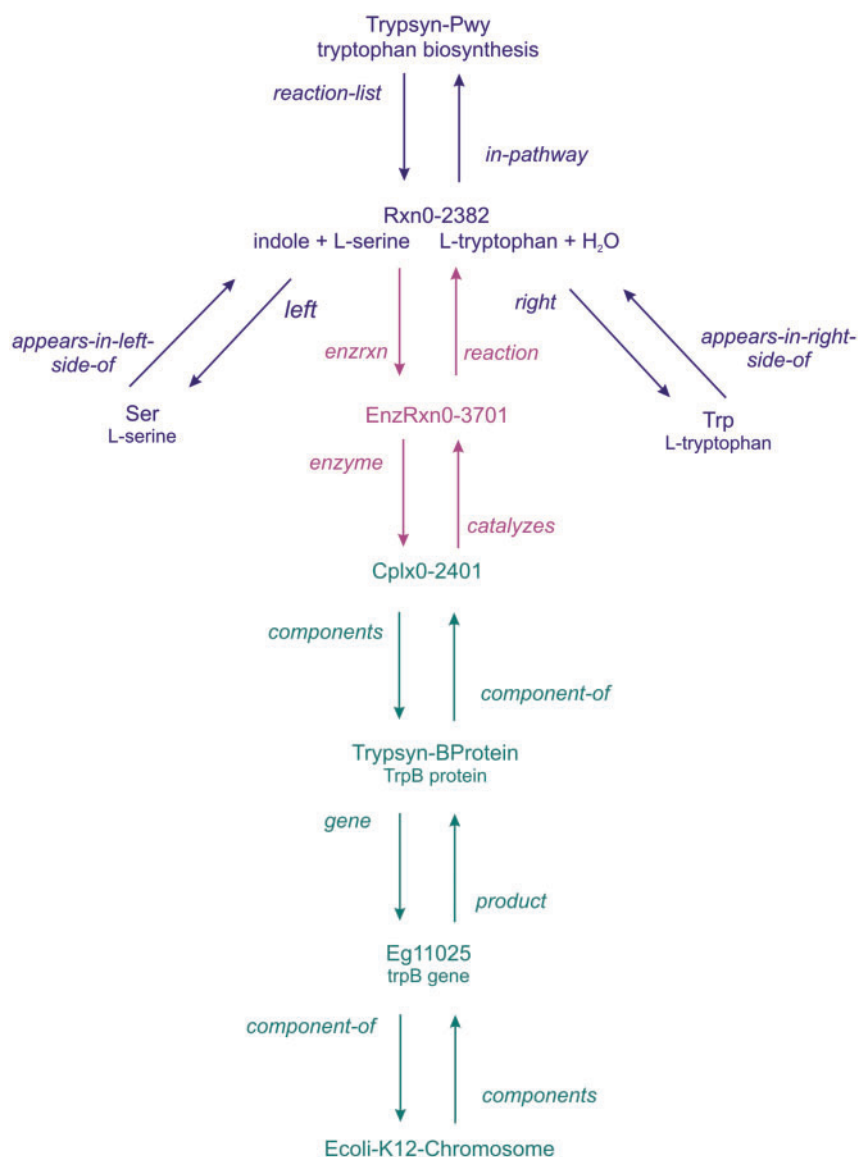 Trypsyn-Pwy
tryptophan biosynthesis
reaction-list
in-pathway
Rxn0-2382
indole + L-serine L-tryptophan + H₂O
left
right
appears-in-left-
side-of
enzrxn
reaction
appears-in-right-
side-of
Ser
L-serine
EnzRxn0-3701
Trp
L-tryptophan
enzyme
catalyzes
Cplx0-2401
components
component-of
Trypsyn-BProtein
TrpB protein
gene
product
Eg11025
trpB gene
component-of
components
Ecoli-K12-Chromosome